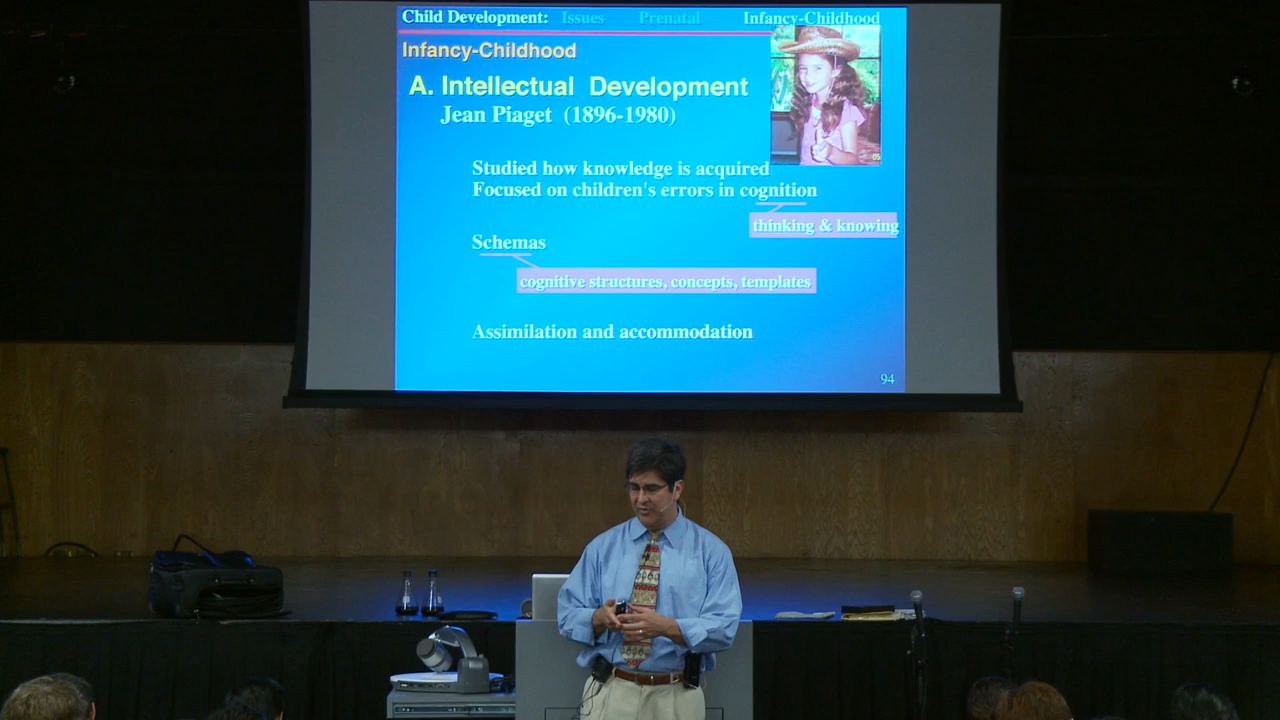 Child Development: Issues Prenatal Infancy-Childhood
Infancy-Childhood
A. Intellectual Development
Jean Piaget (1896-1980)
05
Studied how knowledge is acquired
Focused on children's errors in cognition
thinking & knowing
Schemas
cognitive structures, concepts, templates
Assimilation and accommodation
94